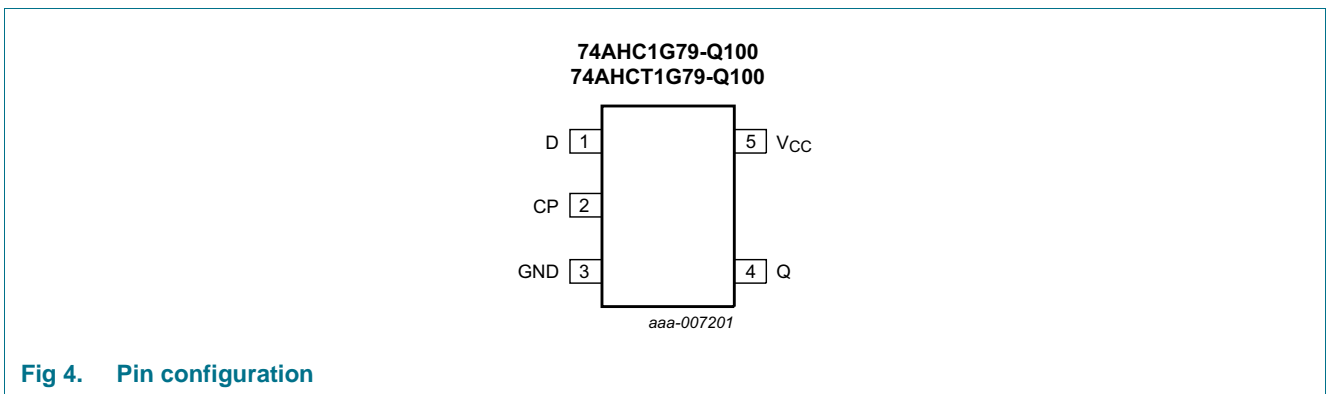 74AHC1G79-Q100
74AHCT1G79-Q100
D 1
5 VCC
CP 2
GND 3
4 Q
aaa-007201
Fig 4. Pin configuration